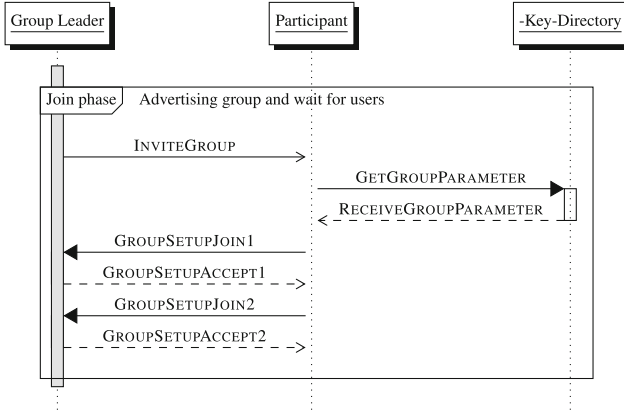 Group Leader
Participant
-Key-Directory
Join phase
Advertising group and wait for users
INVITEGROUP
GETGROUPPARAMETER
RECEIVEGROUPPARAMETER
GROUPSETUPJOIN1
GROUPSETUPACCEPT1
GROUPSETUPJOIN2
GROUPSETUPACCEPT2